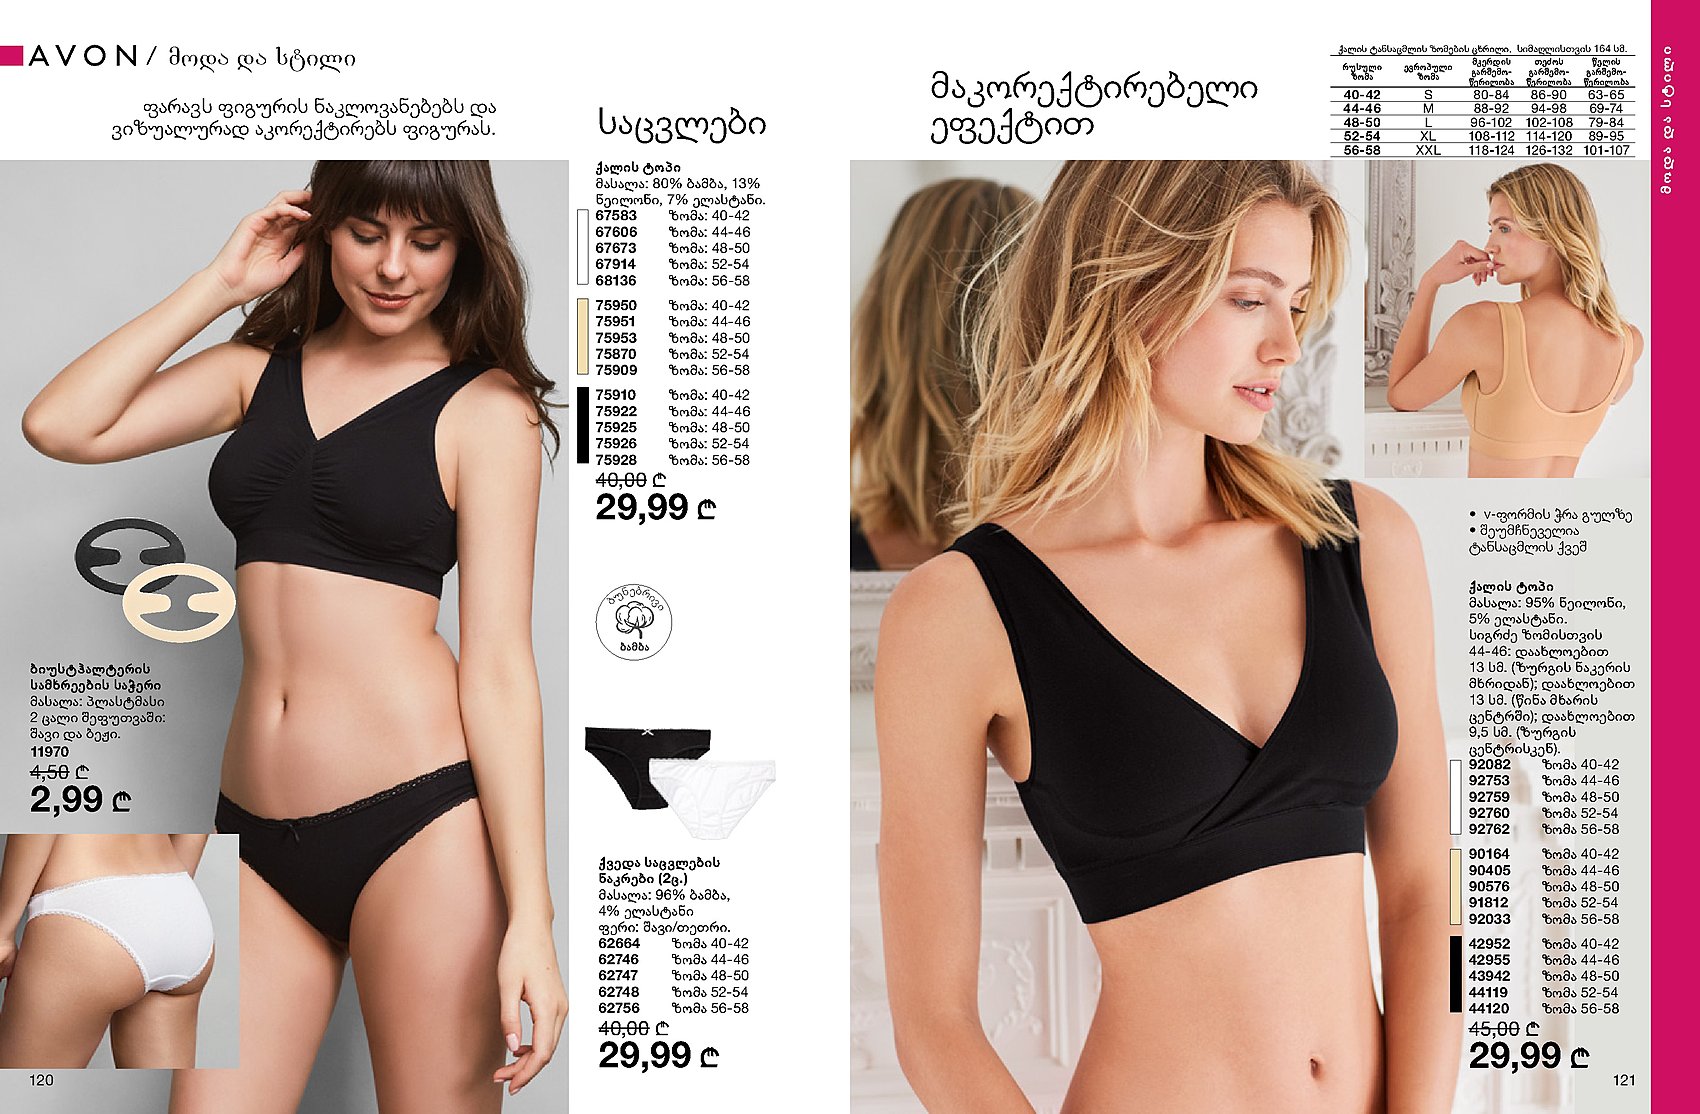 AVON / მოდა და სტილი
ფარავს ფიგურის ნაკლოვანებებს და
ვიზუალურად აკორექტირებს ფიგურას.
ბიუსტჰალტერის
სამხრეების საჭერი
მასალა: პლასტმასი
2 ცალი შეფუთვაში:
შავი და ბეჟი.
11970
4,50 ₾
2,99 ₾
120
საცვლები
ქალის ტოპი
მასალა: 80% ბამბა, 13%
ნეილონი, 7% ელასტანი.
67583 ზომა: 40-42
67606 ზომა: 44-46
67673 ზომა: 48-50
67914 ზომა: 52-54
68136 ზომა: 56-58
75950 ზომა: 40-42
75951 ზომა: 44-46
75953 ზომა: 48-50
75870 ზომა: 52-54
75909 ზომა: 56-58
75910 ზომა: 40-42
75922 ზომა: 44-46
75925 ზომა: 48-50
75926 ზომა: 52-54
75928 ზომა: 56-58
40,00 ₾
29,99 ₾
ბუნებრივი
ბამბა
ქვედა საცვლების
ნაკრები (2ც.)
მასალა: 96% ბამბა,
4% ელასტანი
ფერი: შავი/თეთრი.
62664 ზომა 40-42
62746 ზომა 44-46
62747 ზომა 48-50
62748 ზომა 52-54
62756 ზომა 56-58
40,00 ₾
29,99 ₾
მაკორექტირებელი
ეფექტით
ქალის ტანსაცმლის ზომების ცხრილი, სიმაღლისთვის 164 სმ.
რუსული ზომა ევროპული ზომა მკერდის გარშემო-წერილობა თეძოს გარშემო-წერილობა წელის გარშემო-წერილობა
40-42 S 80-84 86-90 63-65
44-46 M 88-92 94-98 69-74
48-50 L 96-102 102-108 79-84
52-54 XL 108-112 114-120 89-95
56-58 XXL 118-124 126-132 101-107
მოდა და სტილი
• v-ფორმის ჭრა გულზე
• შეუმჩნეველია
ტანსაცმლის ქვეშ
ქალის ტოპი
მასალა: 95% ნეილონი,
5% ელასტანი.
სიგრძე ზომისთვის
44-46: დაახლოებით
13 სმ. (ზურგის ნაკერის
მხრიდან); დაახლოებით
13 სმ. (წინა მხარის
ცენტრში); დაახლოებით
9,5 სმ. (ზურგის
ცენტრისკენ).
92082 ზომა 40-42
92753 ზომა 44-46
92759 ზომა 48-50
92760 ზომა 52-54
92762 ზომა 56-58
90164 ზომა 40-42
90405 ზომა 44-46
90576 ზომა 48-50
91812 ზომა 52-54
92033 ზომა 56-58
42952 ზომა 40-42
42955 ზომა 44-46
43942 ზომა 48-50
44119 ზომა 52-54
44120 ზომა 56-58
45,00 ₾
29,99 ₾
121